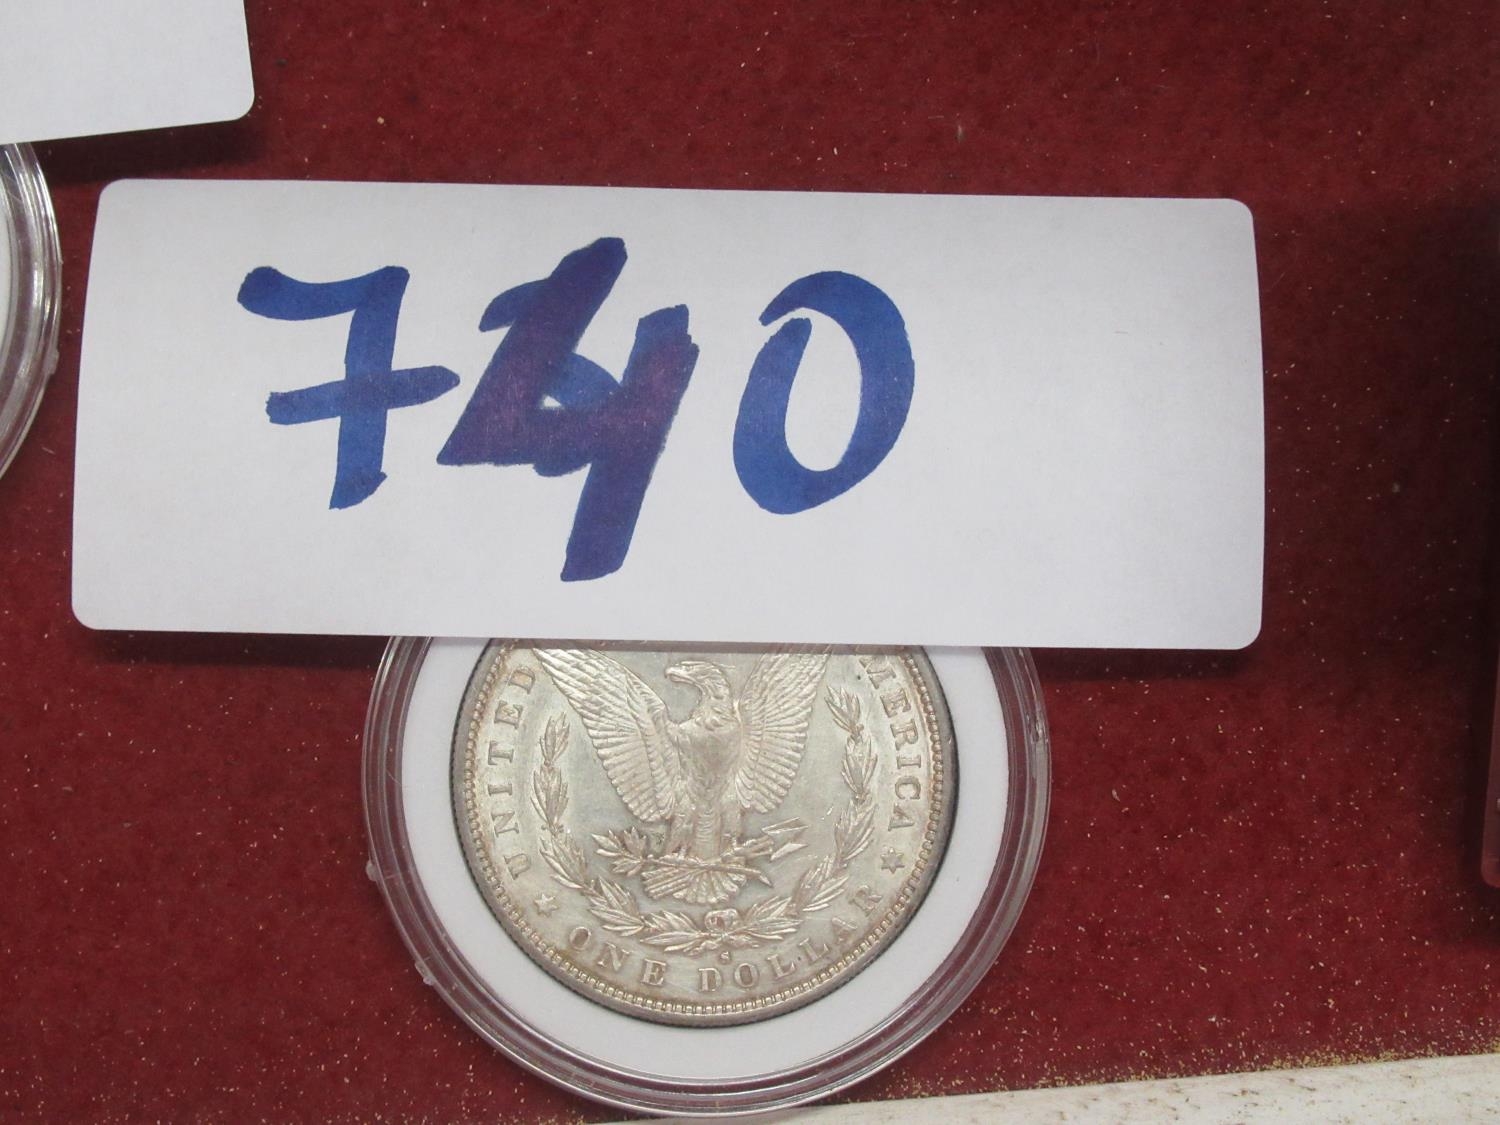 740
UNITED
AMERICA
ONE DOLLAR
S